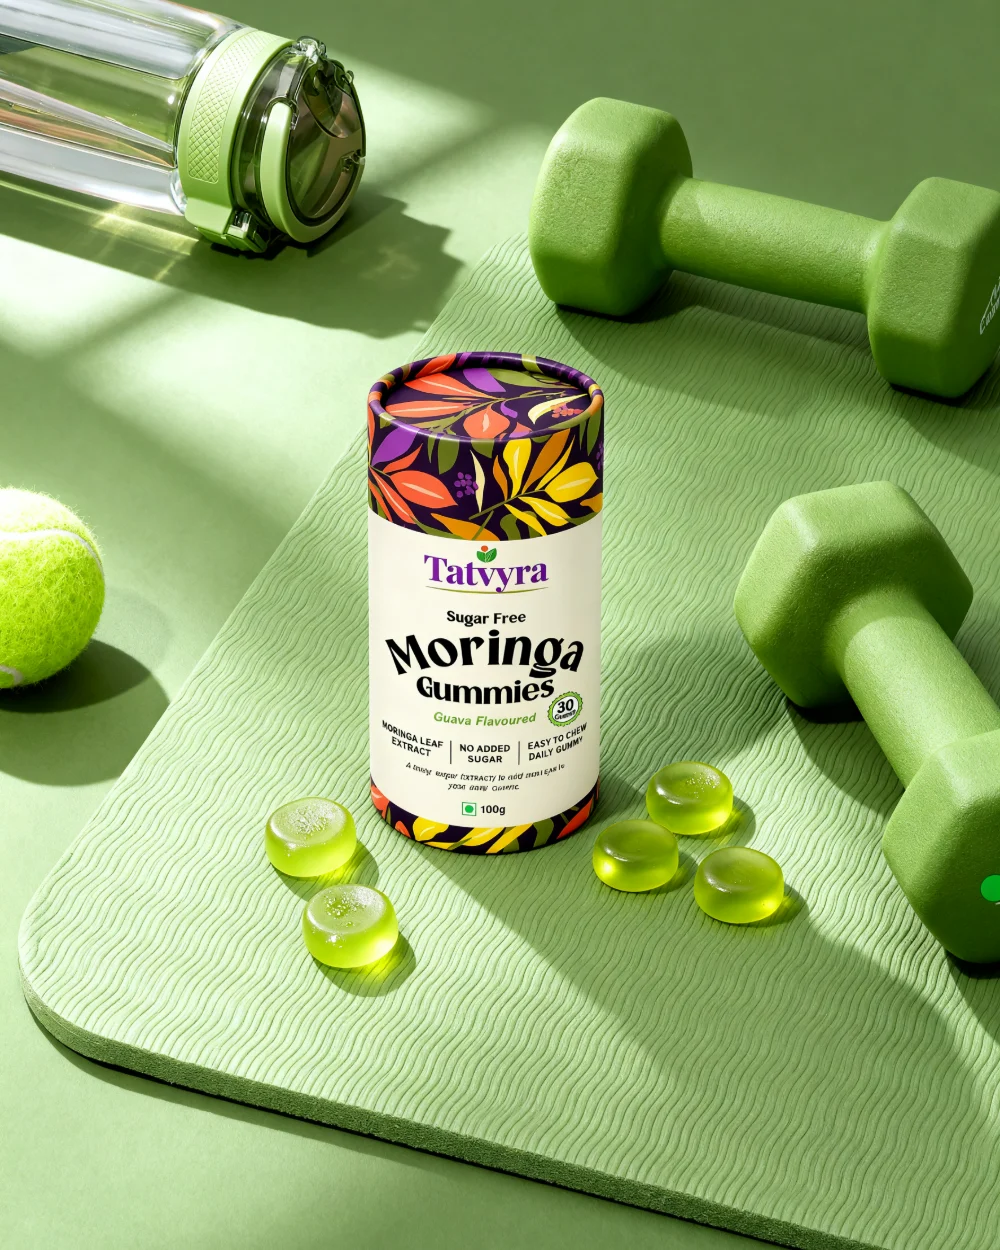 Tatvyra
Sugar Free
Moringa
Gummies
Guava Flavoured
30
GUMMIES
MORINGA LEAF
EXTRACT
NO ADDED
SUGAR
EASY TO CHEW
DAILY GUMMY
100g